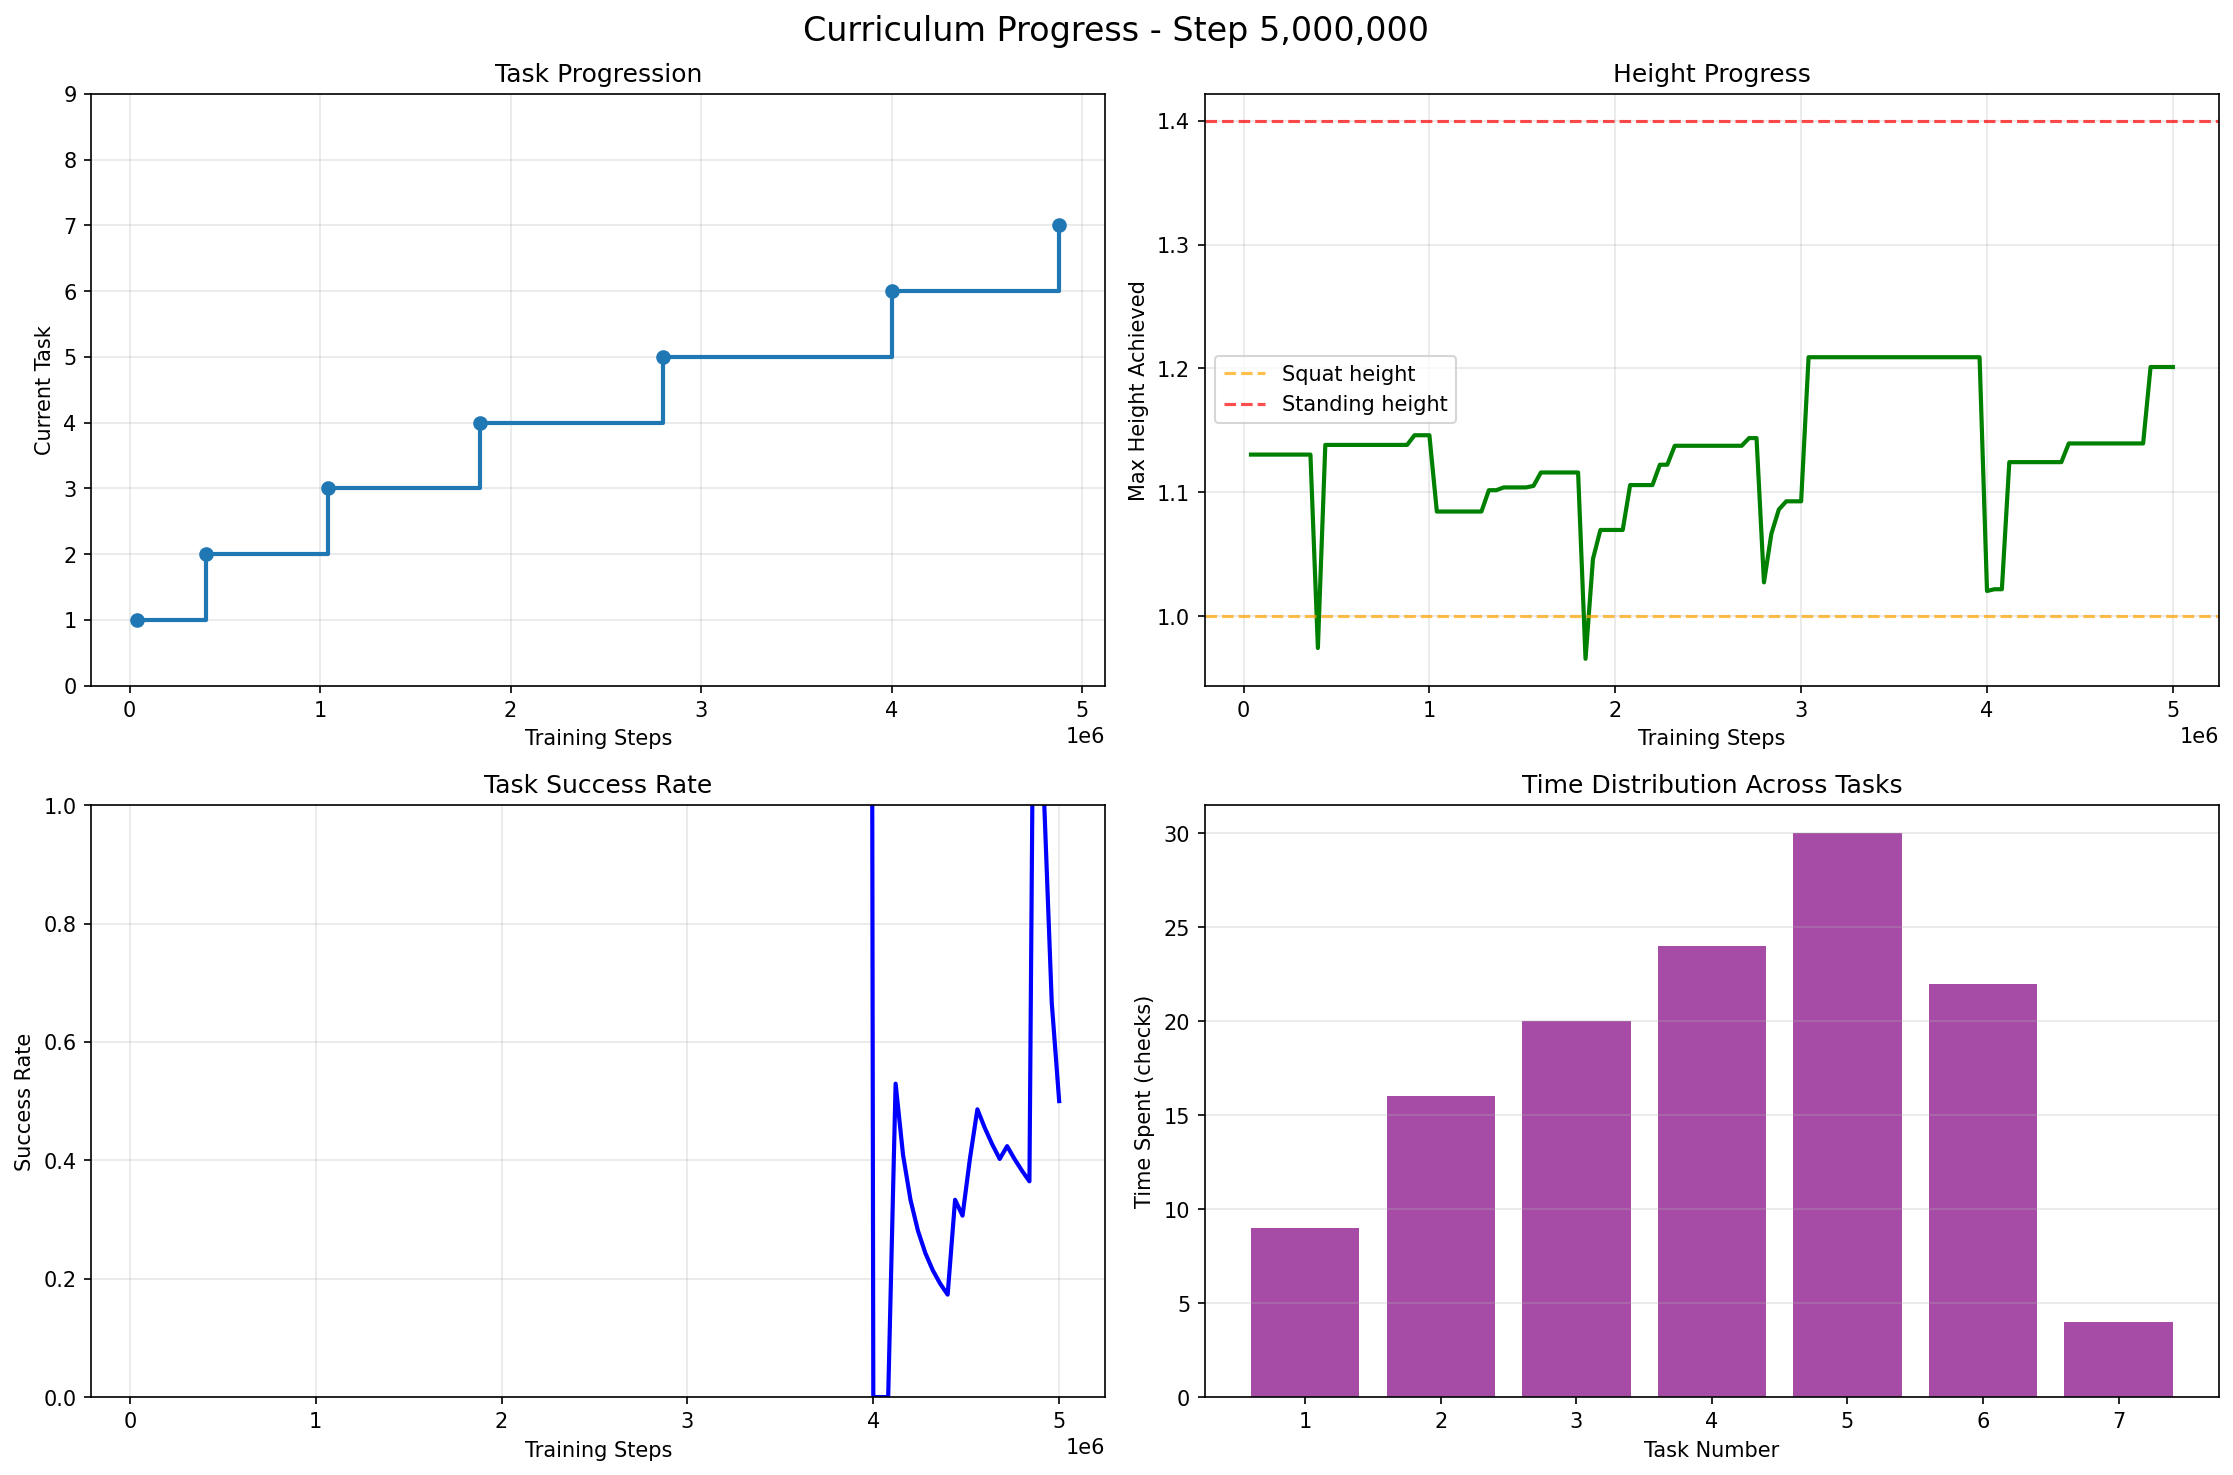 Curriculum Progress - Step 5,000,000
Task Progression
9
8
7
6
5
4
3
2
1
0
Current Task
0 1 2 3 4 5
1e6
Training Steps
Height Progress
1.4
1.3
1.2
1.1
1.0
Max Height Achieved
Squat height
Standing height
0 1 2 3 4 5
1e6
Training Steps
Task Success Rate
1.0
0.8
0.6
0.4
0.2
0.0
Success Rate
0 1 2 3 4 5
1e6
Training Steps
Time Distribution Across Tasks
30
25
20
15
10
5
0
Time Spent (checks)
1 2 3 4 5 6 7
Task Number